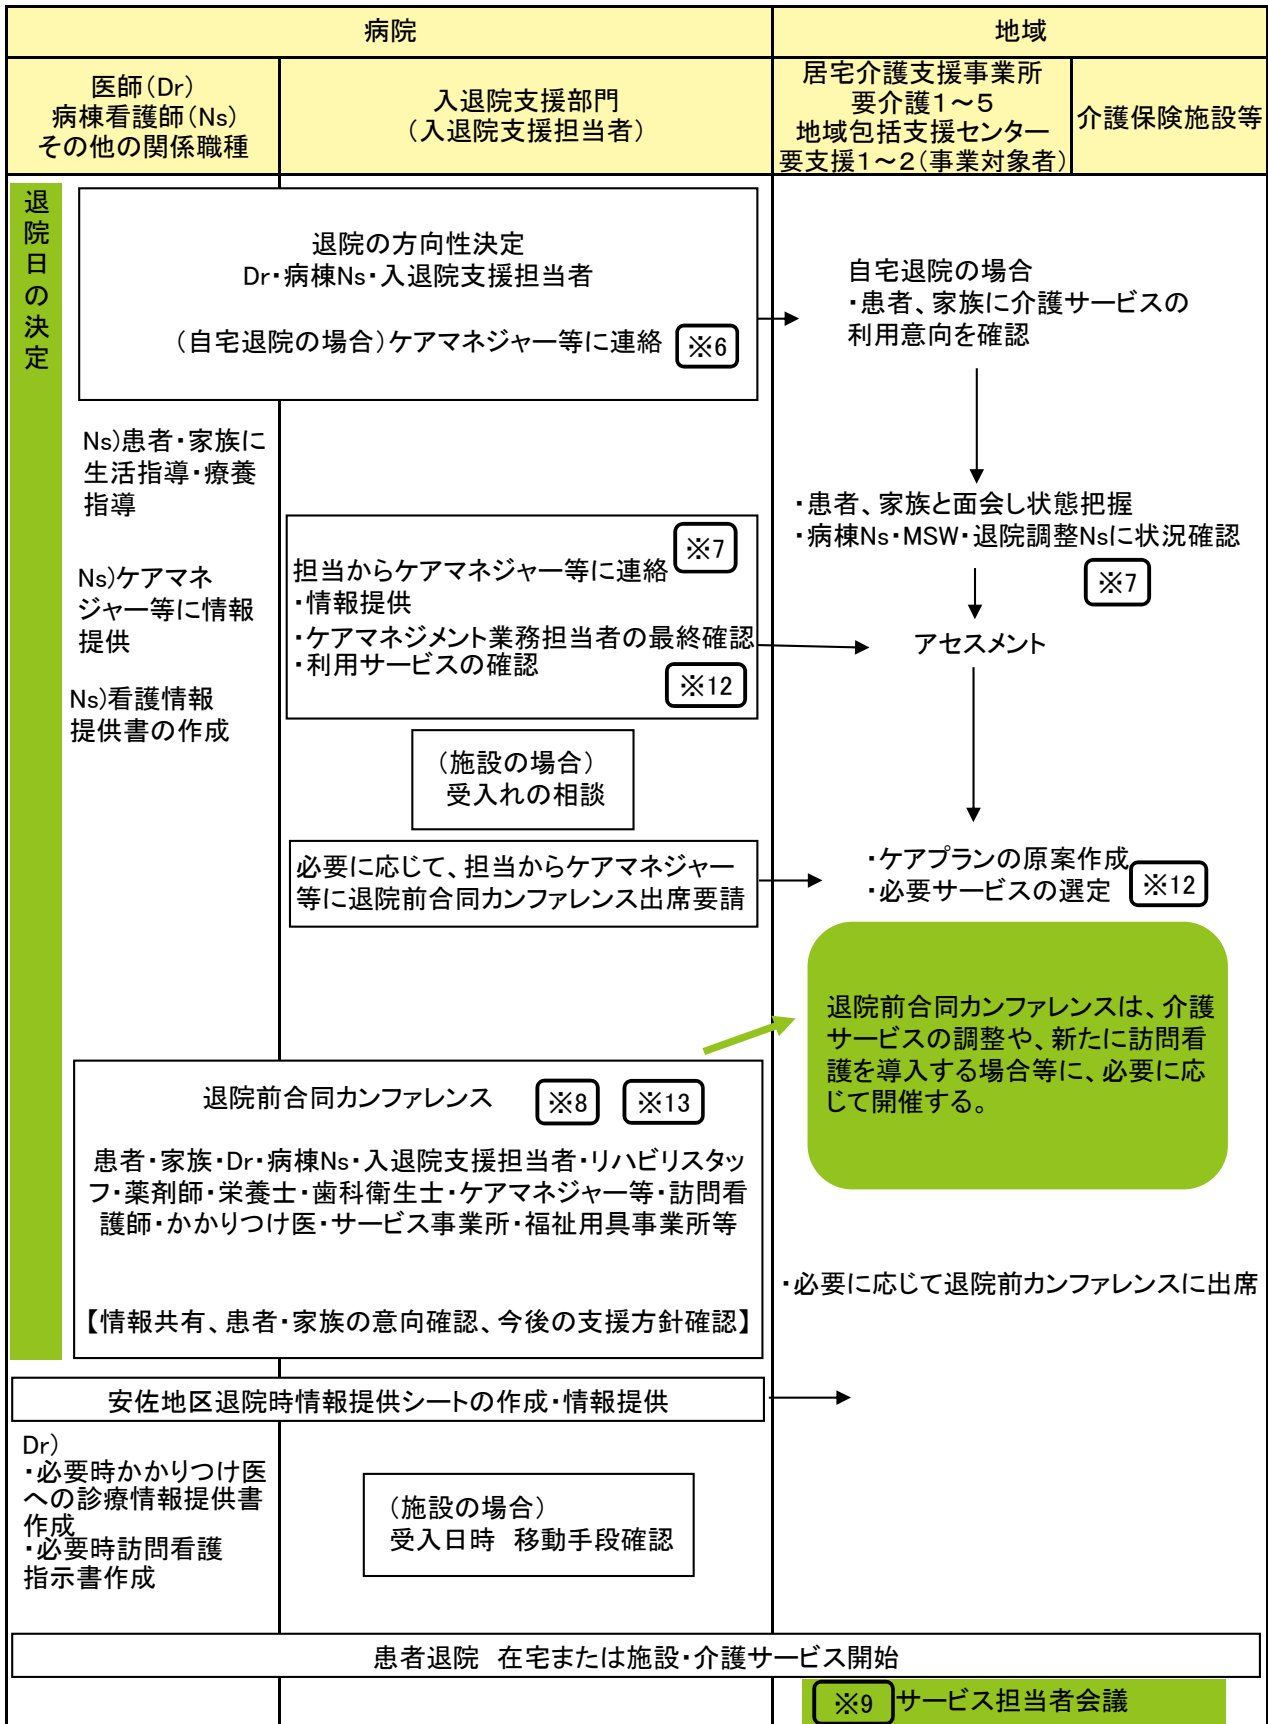 病院
地域
医師(Dr)
病棟看護師(Ns)
その他の関係職種
入退院支援部門
(入退院支援担当者)
居宅介護支援事業所
要介護1～5
地域包括支援センター
要支援1～2(事業対象者)
介護保険施設等
退院日の決定
退院の方向性決定
Dr・病棟Ns・入退院支援担当者
(自宅退院の場合)ケアマネジャー等に連絡 ※6
自宅退院の場合
・患者、家族に介護サービスの
利用意向を確認
Ns)患者・家族に
生活指導・療養
指導
・患者、家族と面会し状態把握
・病棟Ns・MSW・退院調整Nsに状況確認
※7
Ns)ケアマネ
ジャー等に情報
提供
※7
担当からケアマネジャー等に連絡
・情報提供
・ケアマネジメント業務担当者の最終確認
・利用サービスの確認
※12
アセスメント
Ns)看護情報
提供書の作成
(施設の場合)
受入れの相談
必要に応じて、担当からケアマネジャー
等に退院前合同カンファレンス出席要請
・ケアプランの原案作成
・必要サービスの選定 ※12
退院前合同カンファレンスは、介護
サービスの調整や、新たに訪問看
護を導入する場合等に、必要に応
じて開催する。
退院前合同カンファレンス ※8 ※13
患者・家族・Dr・病棟Ns・入退院支援担当者・リハビリスタッ
フ・薬剤師・栄養士・歯科衛生士・ケアマネジャー等・訪問看
護師・かかりつけ医・サービス事業所・福祉用具事業所等
【情報共有、患者・家族の意向確認、今後の支援方針確認】
・必要に応じて退院前カンファレンスに出席
安佐地区退院時情報提供シートの作成・情報提供
Dr)
・必要時かかりつけ医
への診療情報提供書
作成
・必要時訪問看護
指示書作成
(施設の場合)
受入日時 移動手段確認
患者退院 在宅または施設・介護サービス開始
※9 サービス担当者会議